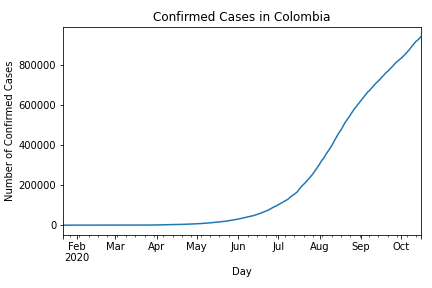 Confirmed Cases in Colombia
Number of Confirmed Cases
800000
600000
400000
200000
0
Feb Mar Apr May Jun Jul Aug Sep Oct
2020
Day